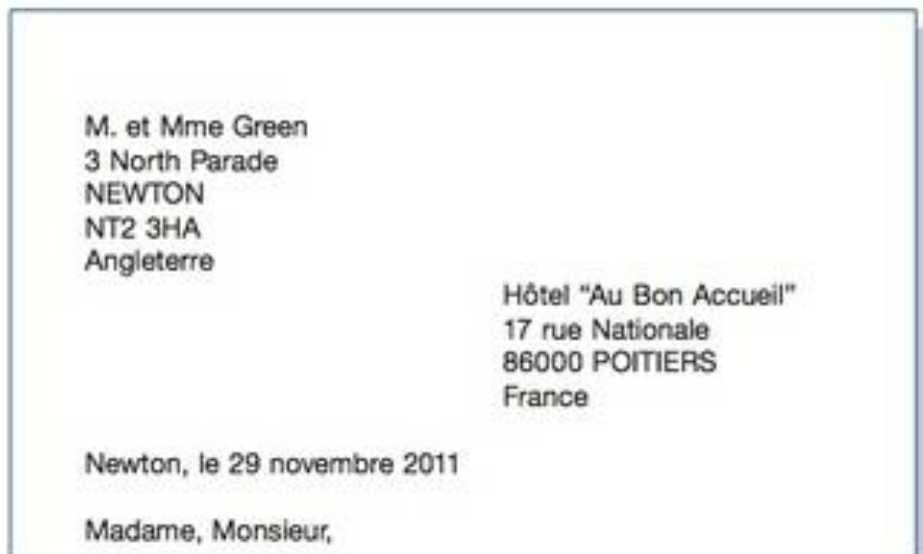 M. et Mme Green
3 North Parade
NEWTON
NT2 3HA
Angleterre
Hôtel “Au Bon Accueil”
17 rue Nationale
86000 POITIERS
France
Newton, le 29 novembre 2011
Madame, Monsieur,